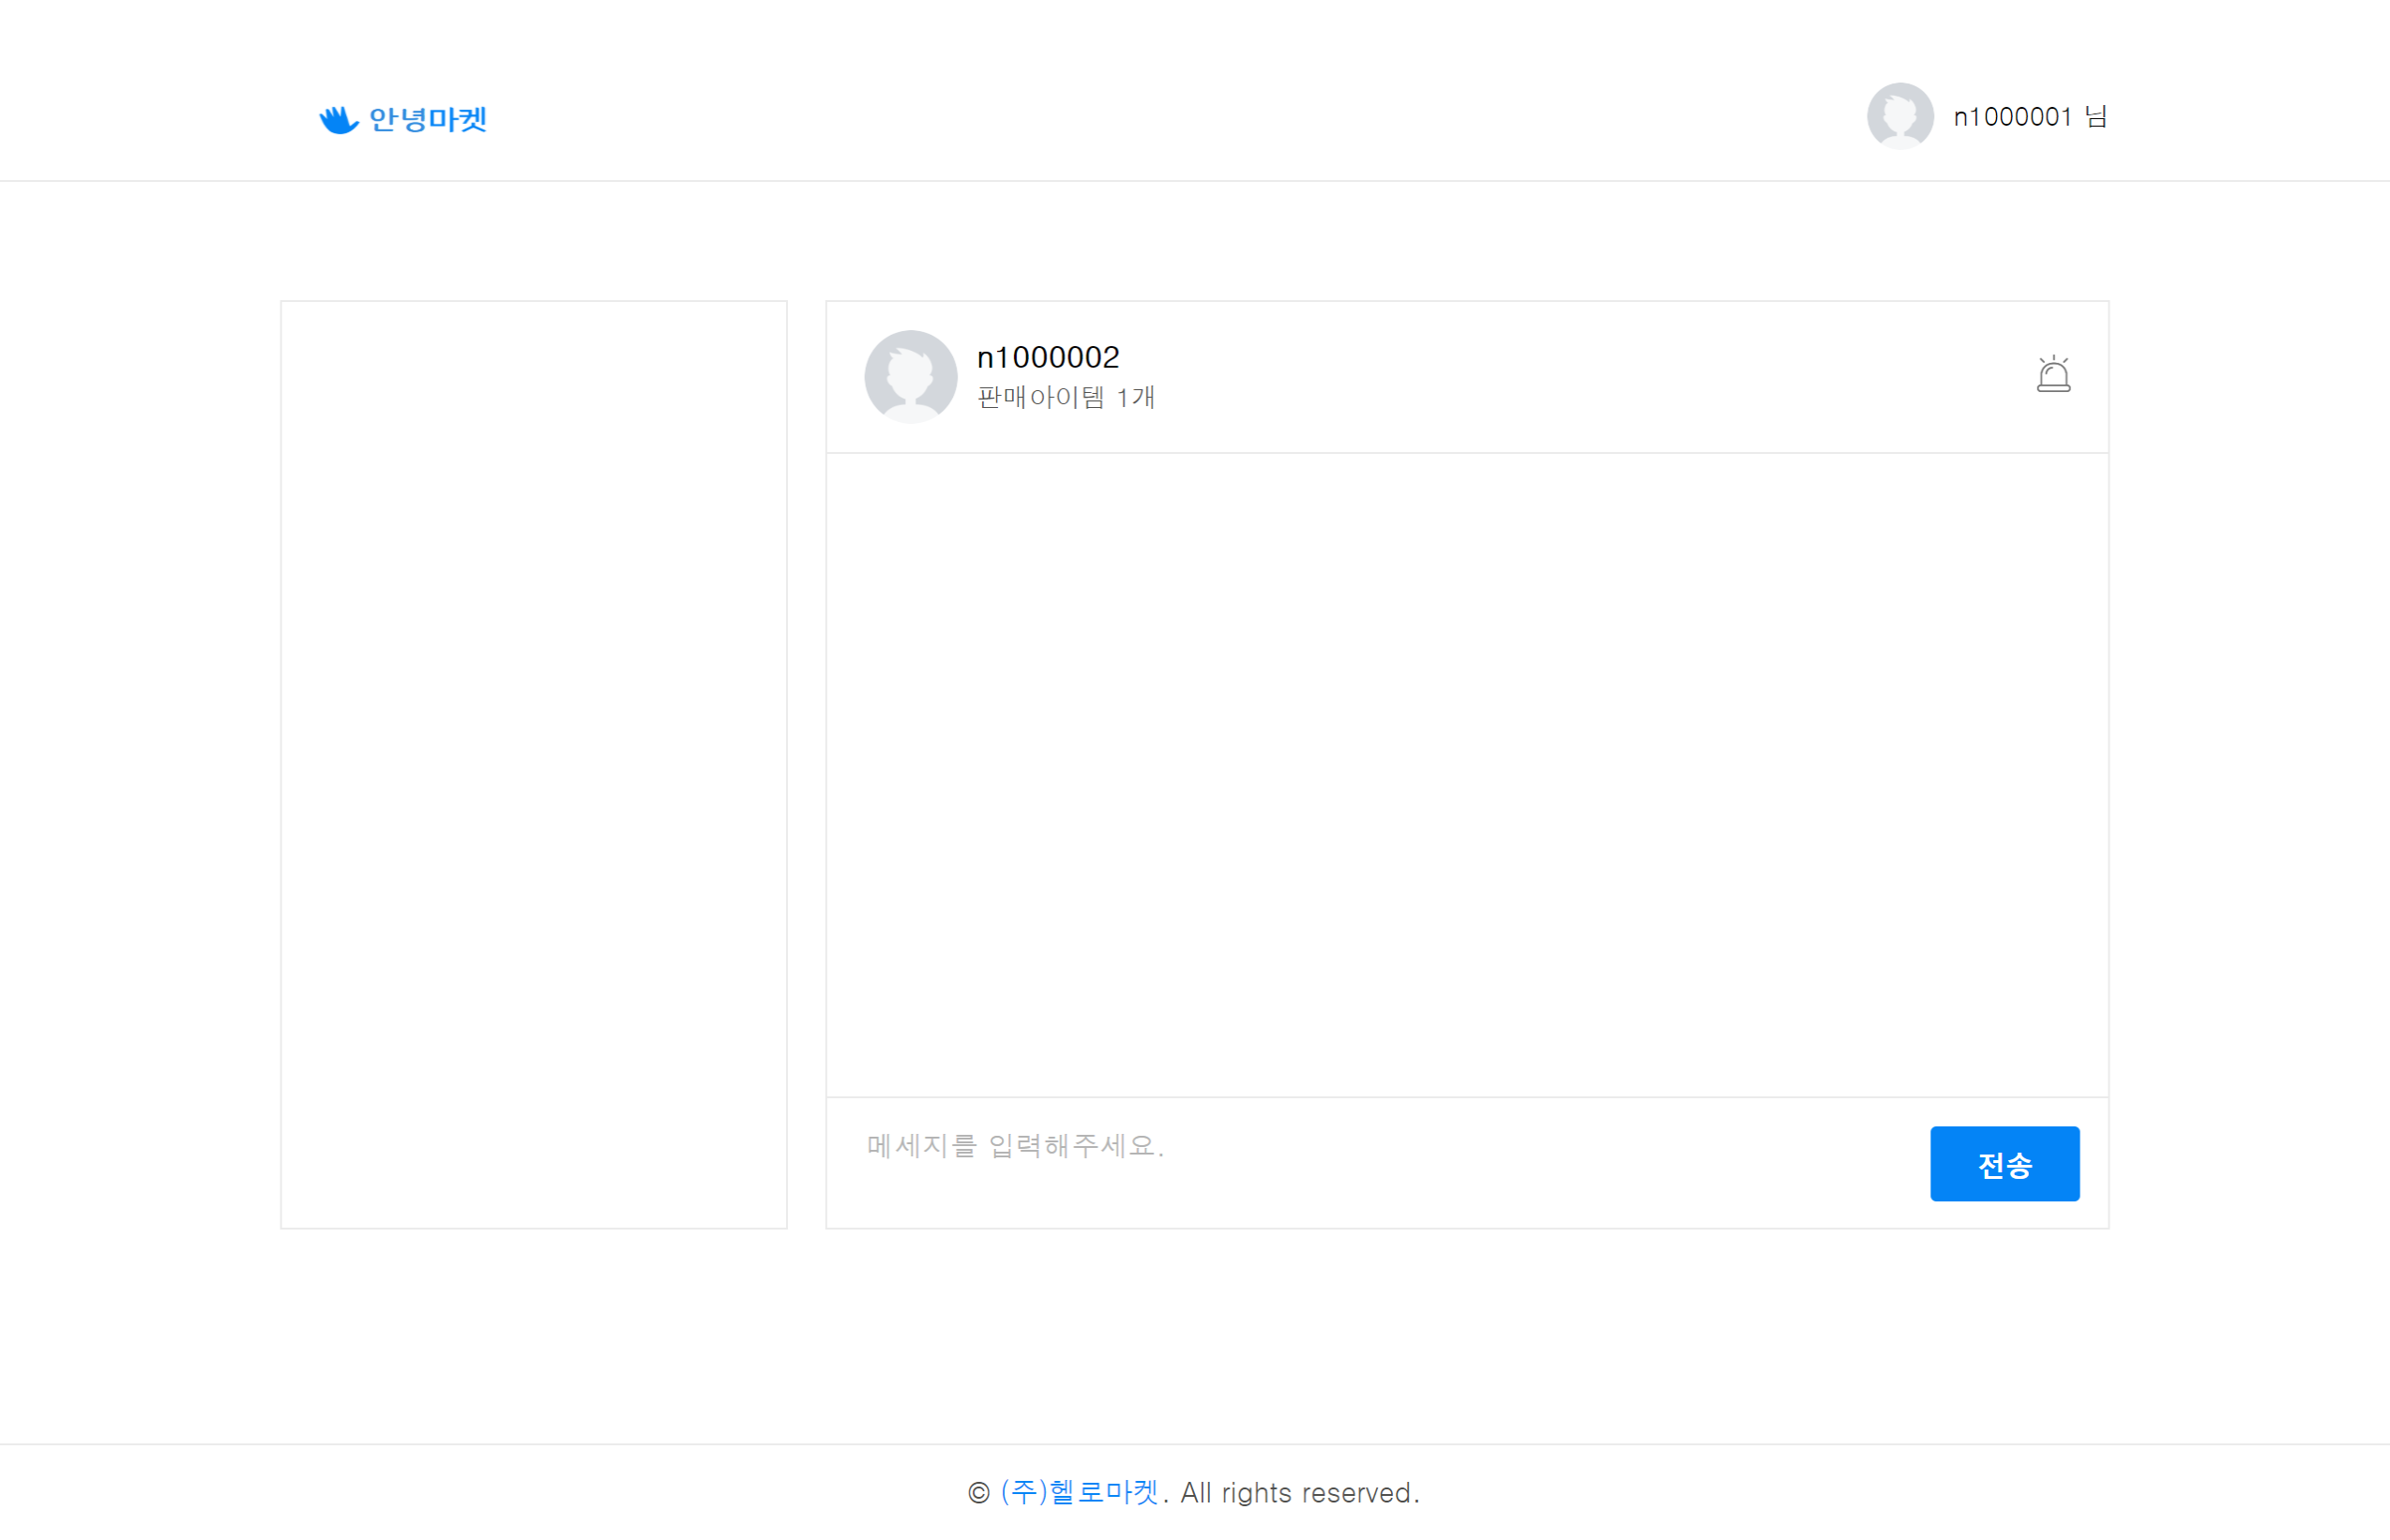 안녕마켓
n1000001 님
n1000002
판매아이템 1개
메세지를 입력해주세요.
전송
© (주)헬로마켓. All rights reserved.